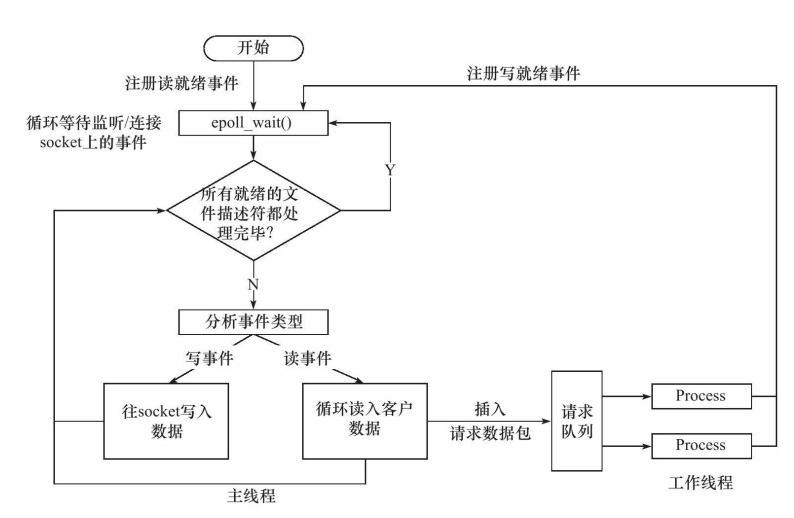 开始
注册读就绪事件
注册写就绪事件
循环等待监听/连接
socket上的事件
epoll_wait()
Y
所有就绪的文
件描述符都处
理完毕?
N
分析事件类型
写事件
读事件
往socket写入
数据
循环读入客户
数据
插入
请求数据包
请求
队列
Process
Process
工作线程
主线程